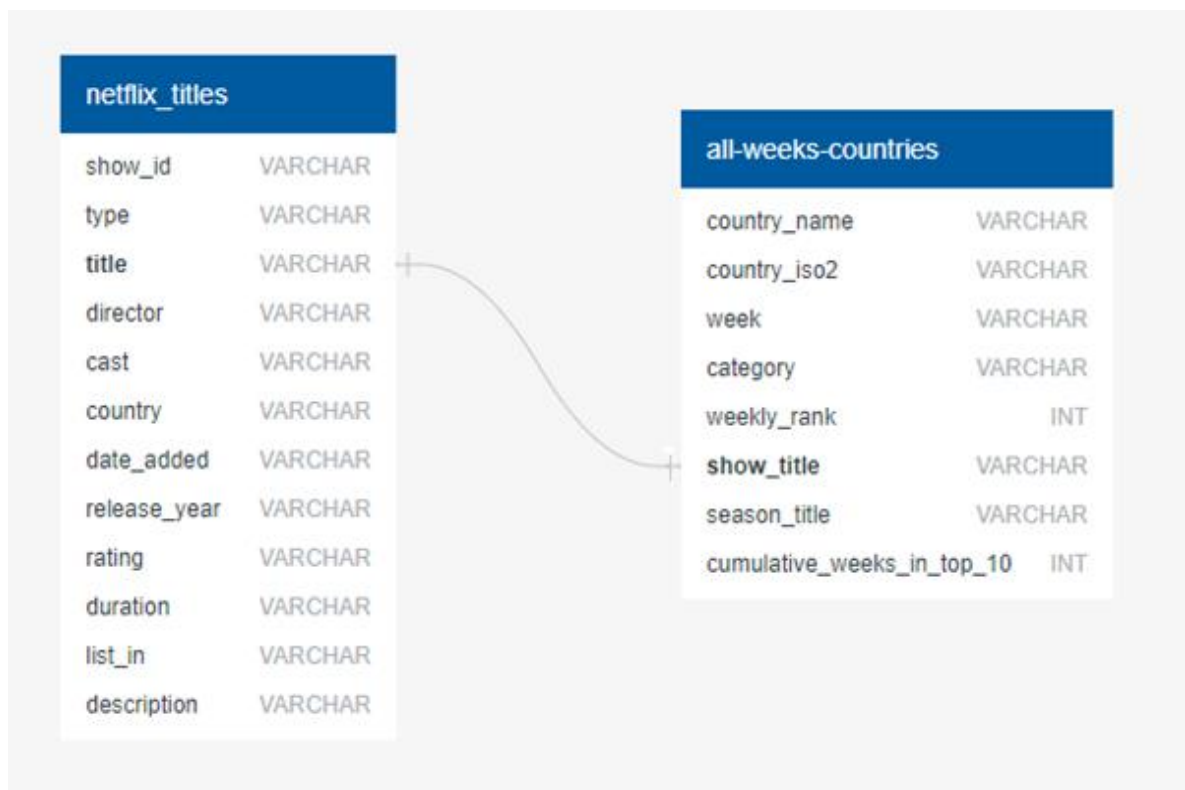 netflix_titles
show_id VARCHAR
type VARCHAR
title VARCHAR
director VARCHAR
cast VARCHAR
country VARCHAR
date_added VARCHAR
release_year VARCHAR
rating VARCHAR
duration VARCHAR
list_in VARCHAR
description VARCHAR
all-weeks-countries
country_name VARCHAR
country_iso2 VARCHAR
week VARCHAR
category VARCHAR
weekly_rank INT
show_title VARCHAR
season_title VARCHAR
cumulative_weeks_in_top_10 INT